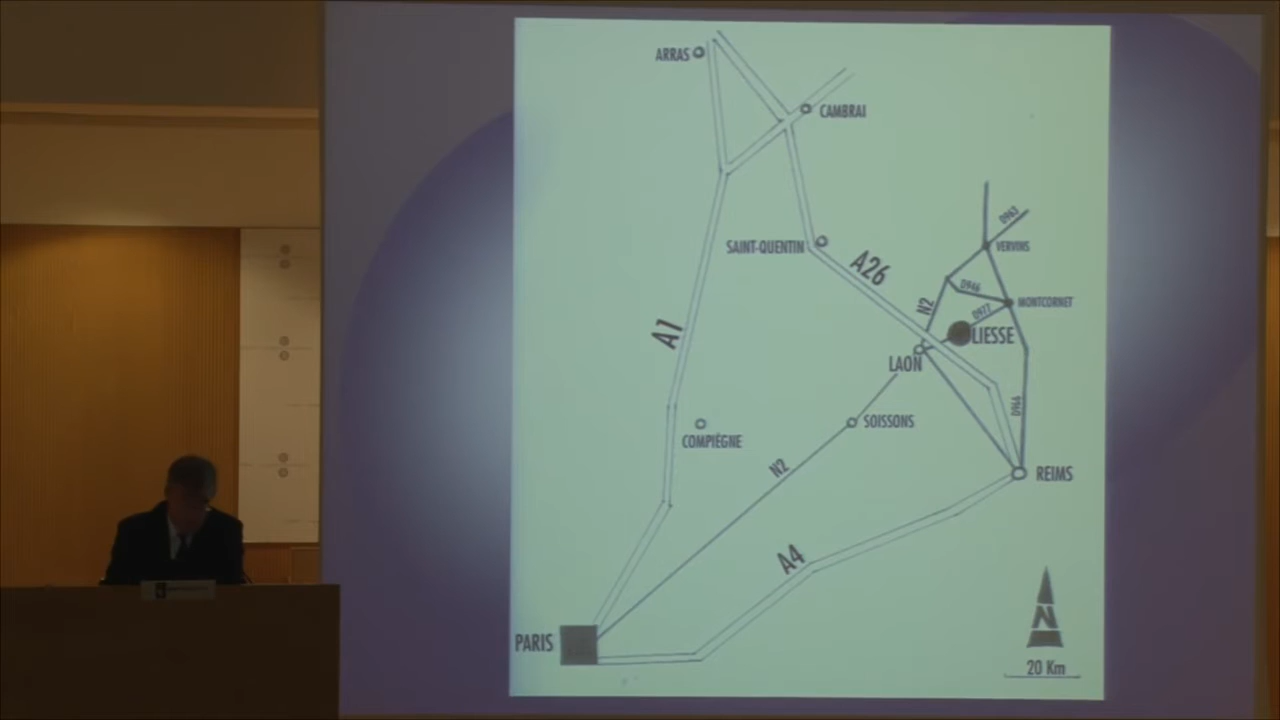 ARRAS
CAMBRAI
SAINT-QUENTIN
A26
D963
VERVINS
D946
N2
MONTCORNET
D977
A1
LIESSE
LAON
D966
SOISSONS
COMPIÈGNE
N2
REIMS
A4
PARIS
N
20 Km